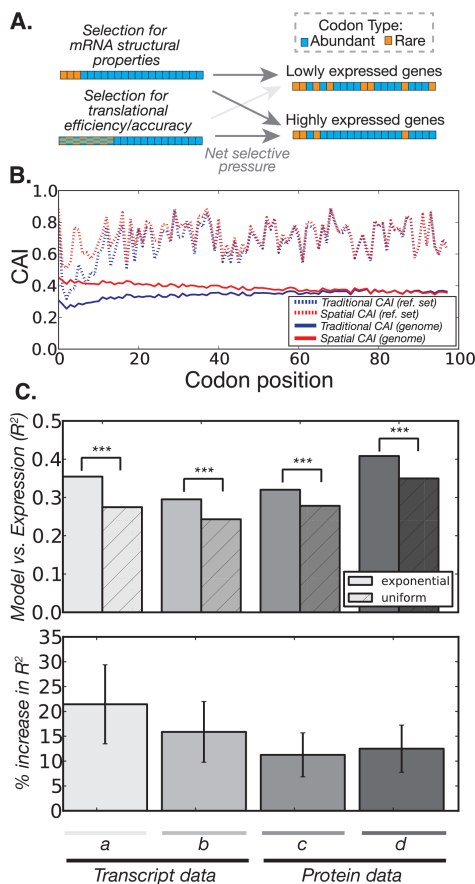 A.
Selection for
mRNA structural
properties
Selection for
translational
efficiency/accuracy
Net selective
pressure
Codon Type:
Abundant Rare
Lowly expressed genes
Highly expressed genes
B.
CAI
1.0
0.8
0.6
0.4
0.2
0.0
0 20 40 60 80 100
Codon position
Traditional CAI (ref. set)
Spatial CAI (ref. set)
Traditional CAI (genome)
Spatial CAI (genome)
C.
Model vs. Expression (R²)
0.5
0.4
0.3
0.2
0.1
0.0
*** *** *** ***
exponential
uniform
% increase in R²
35
30
25
20
15
10
5
0
a b c d
Transcript data Protein data